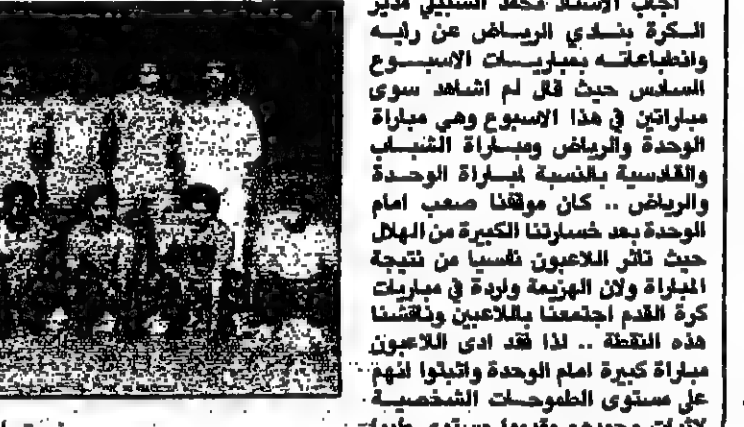 اجاب الاستاذ محمد السبيلي مدير
الكرة بنادي الرياض عن رايه
وانطباعاته بمباريات الاسبوع
السادس حيث قال لم اشاهد سوى
مباراتين في هذا الاسبوع وهي مباراة
الوحدة والرياض ومباراة الشباب
والقادسية بالنسبة لمباراة الوحدة
والرياض .. كان موقفنا صعب امام
الوحدة بعد خسارتنا الكبيرة من الهلال
حيث تاثر اللاعبون نفسيا من نتيجة
المباراة ولان الهزيمة واردة في مباريات
كرة القدم اجتمعنا باللاعبين وناقشنا
هذه النقطة .. لذا فقد ادى اللاعبون
مباراة كبيرة امام الوحدة واثبتوا انهم
على مستوى الطموحات الشخصية